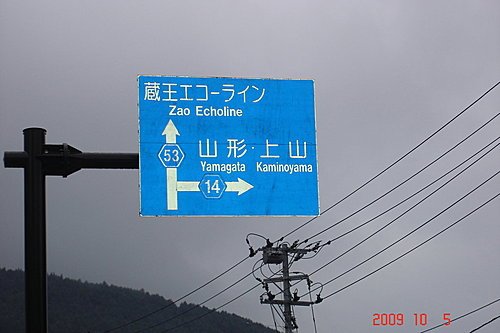 蔵王エコーライン
Zao Echoline
53
山形・上山
Yamagata Kaminoyama
14
2009 10 5